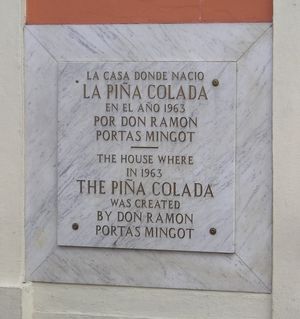 LA CASA DONDE NACIO
LA PIÑA COLADA
EN EL AÑO 1963
POR DON RAMON
PORTAS MINGOT
THE HOUSE WHERE
IN 1963
THE PIÑA COLADA
WAS CREATED
BY DON RAMON
PORTAS MINGOT